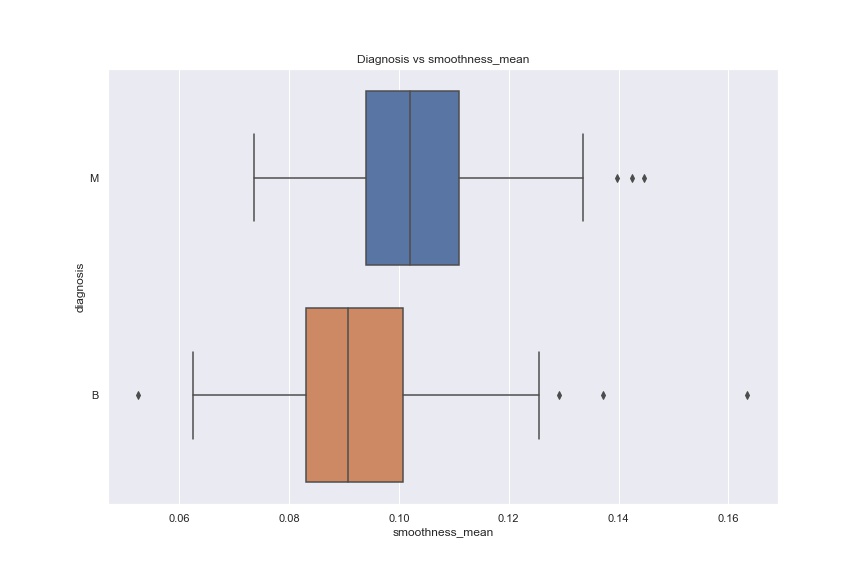 Diagnosis vs smoothness_mean
M
diagnosis
B
0.06 0.08 0.10 0.12 0.14 0.16
smoothness_mean